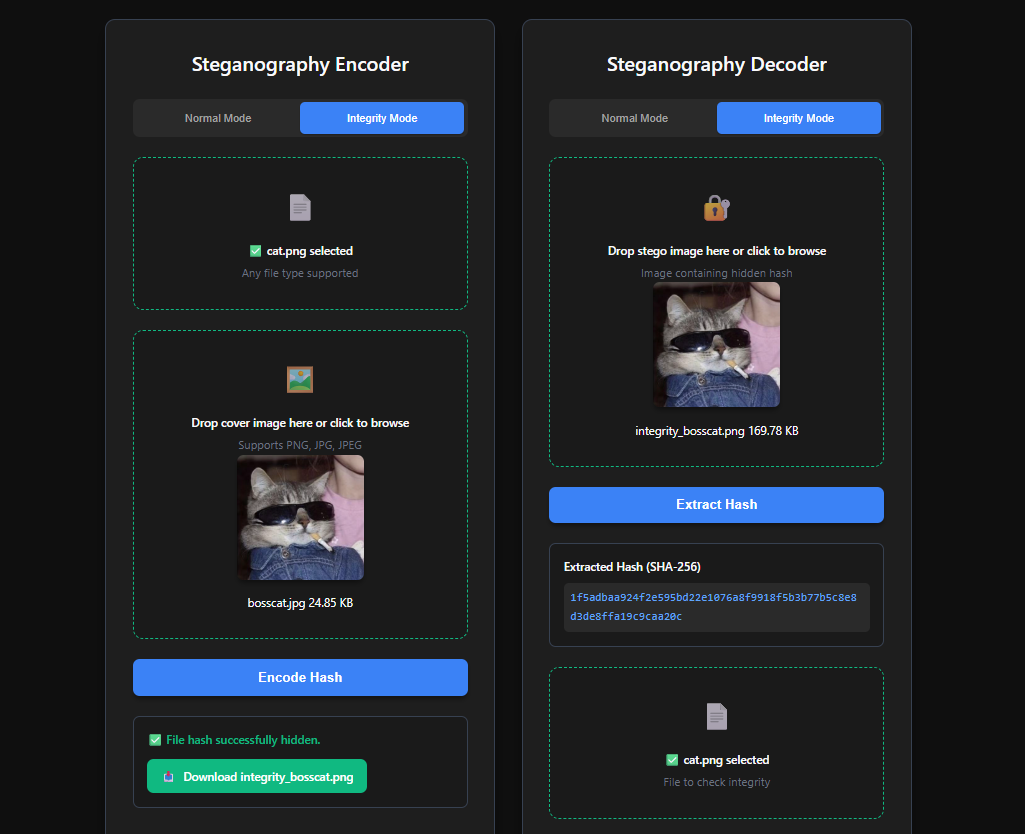 Steganography Encoder
Normal Mode
Integrity Mode
cat.png selected
Any file type supported
Drop cover image here or click to browse
Supports PNG, JPG, JPEG
bosscat.jpg 24.85 KB
Encode Hash
File hash successfully hidden.
Download integrity_bosscat.png
Steganography Decoder
Normal Mode
Integrity Mode
Drop stego image here or click to browse
Image containing hidden hash
integrity_bosscat.png 169.78 KB
Extract Hash
Extracted Hash (SHA-256)
1f5adbaa924f2e595bd22e1076a8f9918f5b3b77b5c8e8
d3de8ffa19c9caa20c
cat.png selected
File to check integrity